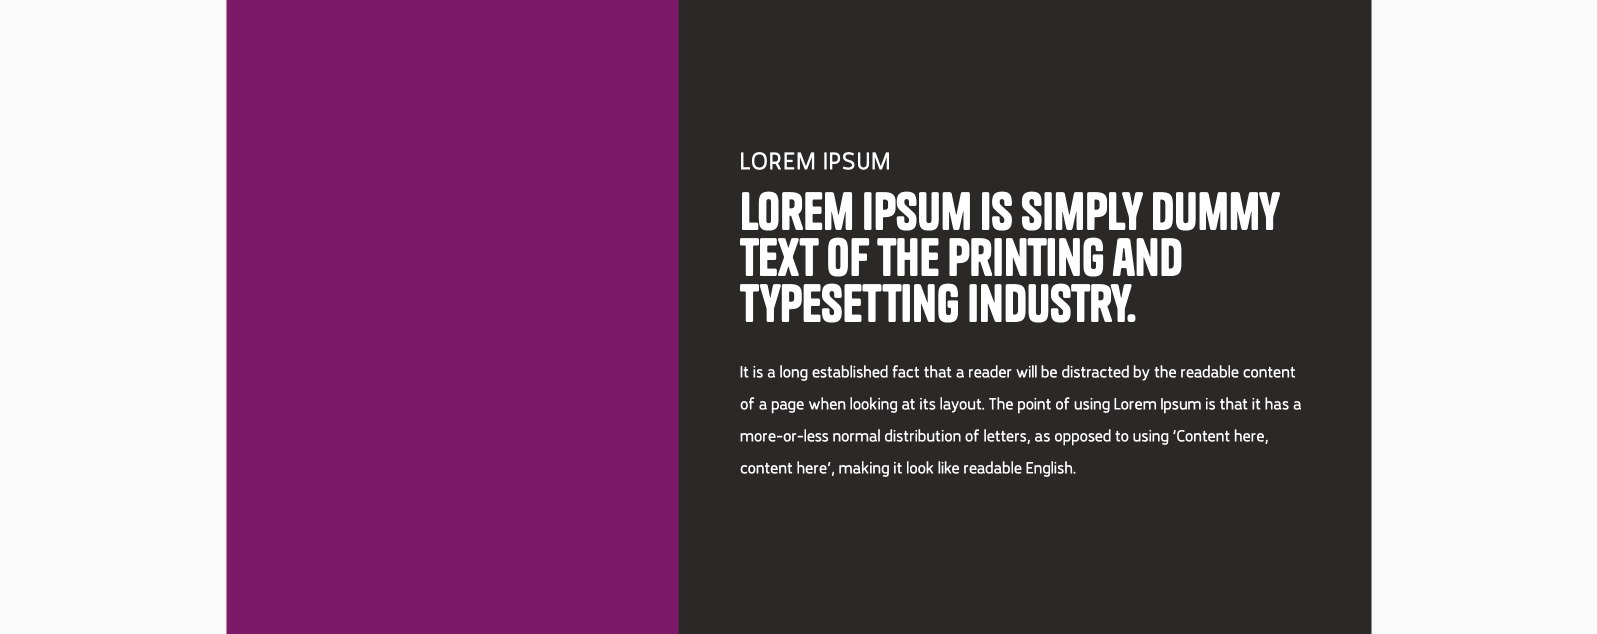 LOREM IPSUM
LOREM IPSUM IS SIMPLY DUMMY
TEXT OF THE PRINTING AND
TYPESETTING INDUSTRY.
It is a long established fact that a reader will be distracted by the readable content
of a page when looking at its layout. The point of using Lorem Ipsum is that it has a
more-or-less normal distribution of letters, as opposed to using 'Content here,
content here', making it look like readable English.